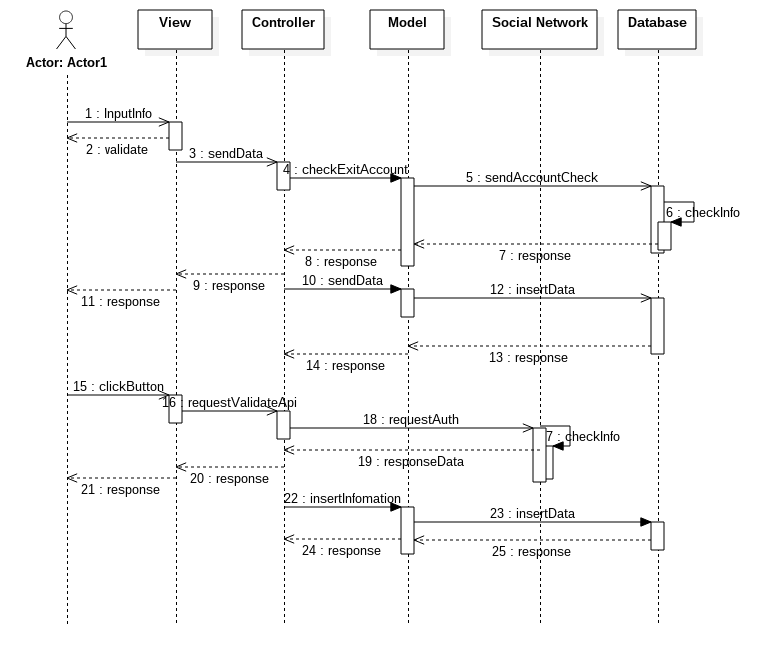 View
Controller
Model
Social Network
Database
Actor: Actor1
1 : InputInfo
2 : validate
3 : sendData
4 : checkExitAccount
5 : sendAccountCheck
6 : checkInfo
7 : response
8 : response
9 : response
10 : sendData
11 : response
12 : insertData
13 : response
14 : response
15 : clickButton
16 : requestValidateApi
18 : requestAuth
7 : checkInfo
19 : responseData
20 : response
21 : response
22 : insertInfomation
23 : insertData
24 : response
25 : response